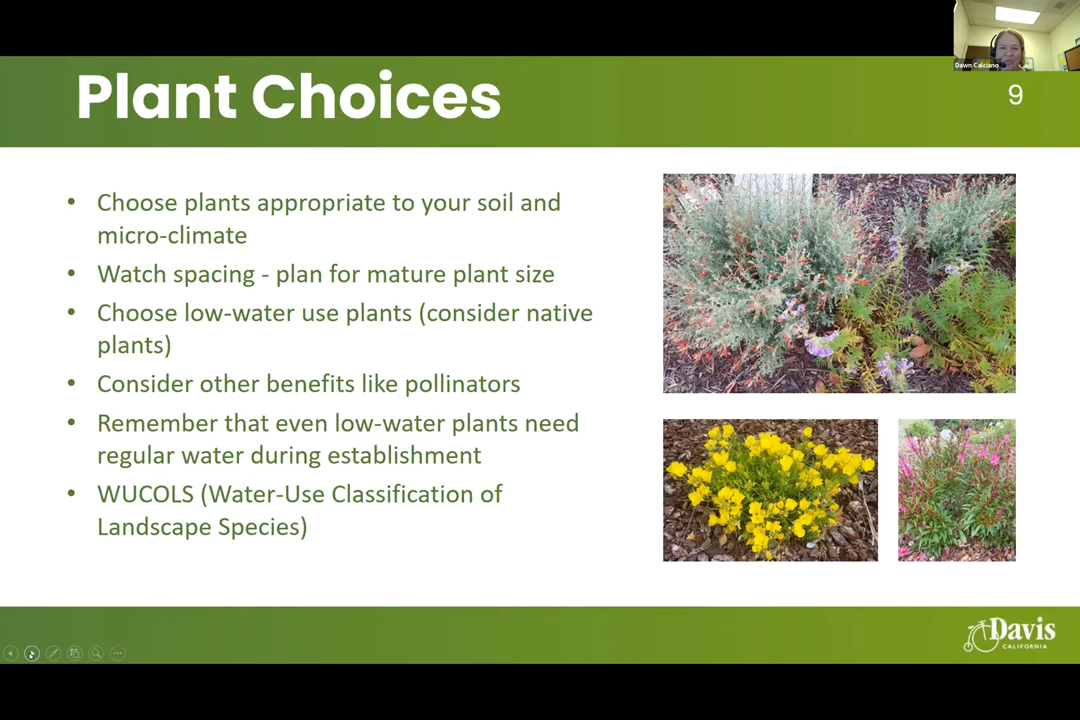 Dawn Calciano
Plant Choices
9
• Choose plants appropriate to your soil and
micro-climate
• Watch spacing - plan for mature plant size
• Choose low-water use plants (consider native
plants)
• Consider other benefits like pollinators
• Remember that even low-water plants need
regular water during establishment
• WUCOLS (Water-Use Classification of
Landscape Species)
Davis
CALIFORNIA